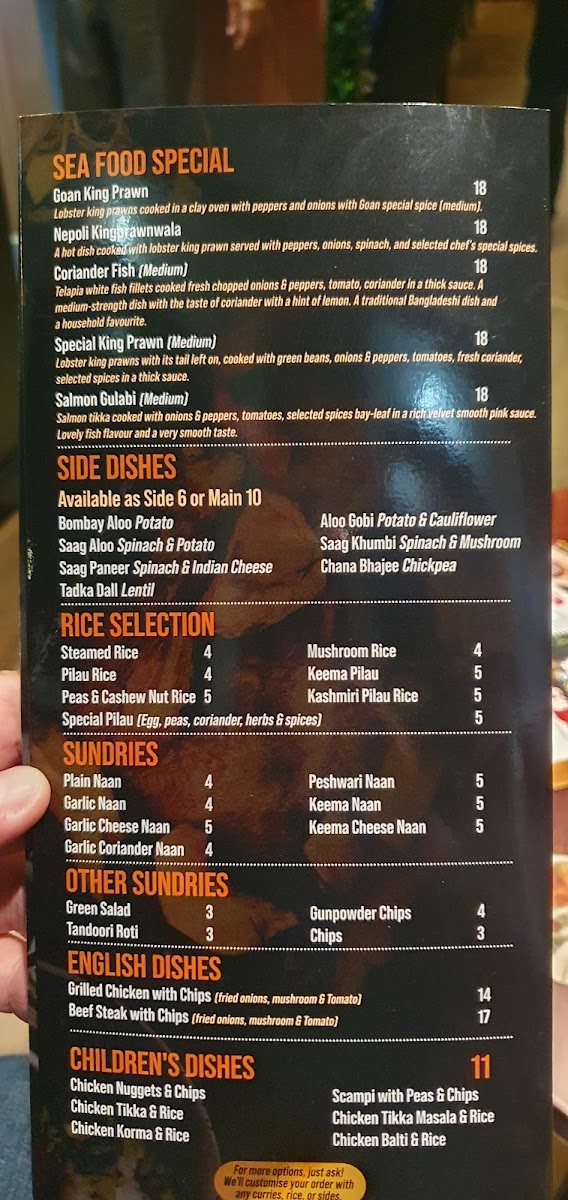 SEA FOOD SPECIAL
Goan King Prawn 18
Lobster king prawns cooked in a clay oven with peppers and onions with Goan special spice (medium).
Nepoli Kingprawnwala 18
A hot dish cooked with lobster king prawn served with peppers, onions, spinach, and selected chef's special spices.
Coriander Fish (Medium) 18
Telapia white fish fillets cooked fresh chopped onions & peppers, tomato, coriander in a thick sauce. A
medium-strength dish with the taste of coriander with a hint of lemon. A traditional Bangladeshi dish and
a household favourite.
Special King Prawn (Medium) 18
Lobster king prawns with its tail left on, cooked with green beans, onions & peppers, tomatoes, fresh coriander,
selected spices in a thick sauce.
Salmon Gulabi (Medium) 18
Salmon tikka cooked with onions & peppers, tomatoes, selected spices bay-leaf in a rich velvet smooth pink sauce.
Lovely fish flavour and a very smooth taste.
SIDE DISHES
Available as Side 6 or Main 10
Bombay Aloo Potato Aloo Gobi Potato & Cauliflower
Saag Aloo Spinach & Potato Saag Khumbi Spinach & Mushroom
Saag Paneer Spinach & Indian Cheese Chana Bhajee Chickpea
Tadka Dall Lentil
RICE SELECTION
Steamed Rice 4 Mushroom Rice 4
Pilau Rice 4 Keema Pilau 5
Peas & Cashew Nut Rice 5 Kashmiri Pilau Rice 5
Special Pilau (Egg, peas, coriander, herbs & spices) 5
SUNDRIES
Plain Naan 4 Peshwari Naan 5
Garlic Naan 4 Keema Naan 5
Garlic Cheese Naan 5 Keema Cheese Naan 5
Garlic Coriander Naan 4
OTHER SUNDRIES
Green Salad 3 Gunpowder Chips 4
Tandoori Roti 3 Chips 3
ENGLISH DISHES
Grilled Chicken with Chips (fried onions, mushroom & Tomato) 14
Beef Steak with Chips (fried onions, mushroom & Tomato) 17
CHILDREN'S DISHES 11
Chicken Nuggets & Chips Scampi with Peas & Chips
Chicken Tikka & Rice Chicken Tikka Masala & Rice
Chicken Korma & Rice Chicken Balti & Rice
For more options, just ask!
We'll customise your order with
any curries, rice, or sides.